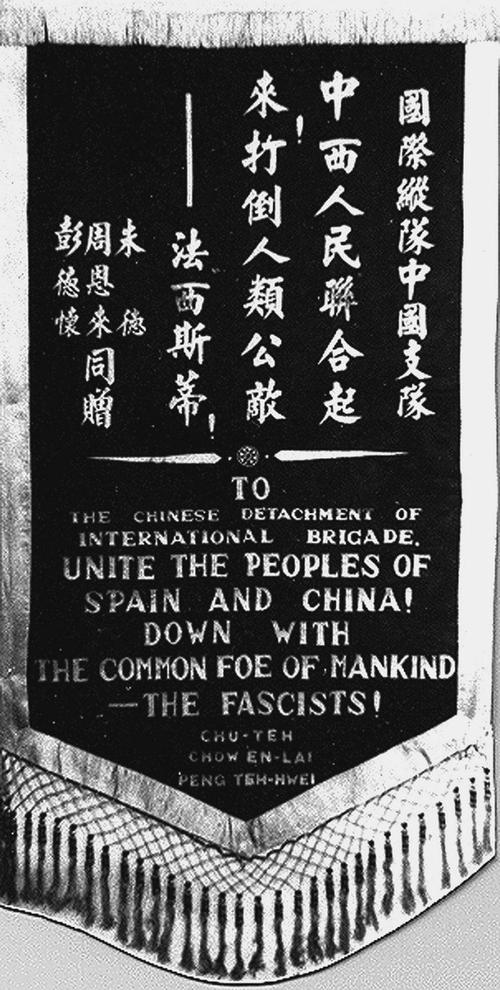 國際縱隊中國支隊
中西人民聯合起
來!打倒人類公敵
—法西斯蒂!
朱德
周恩來同贈
彭德懷
TO
THE CHINESE DETACHMENT OF
INTERNATIONAL BRIGADE.
UNITE THE PEOPLES OF
SPAIN AND CHINA!
DOWN WITH
THE COMMON FOE OF MANKIND
—THE FASCISTS!
CHU-TEH
CHOW EN-LAI
PENG TEH-HWEI